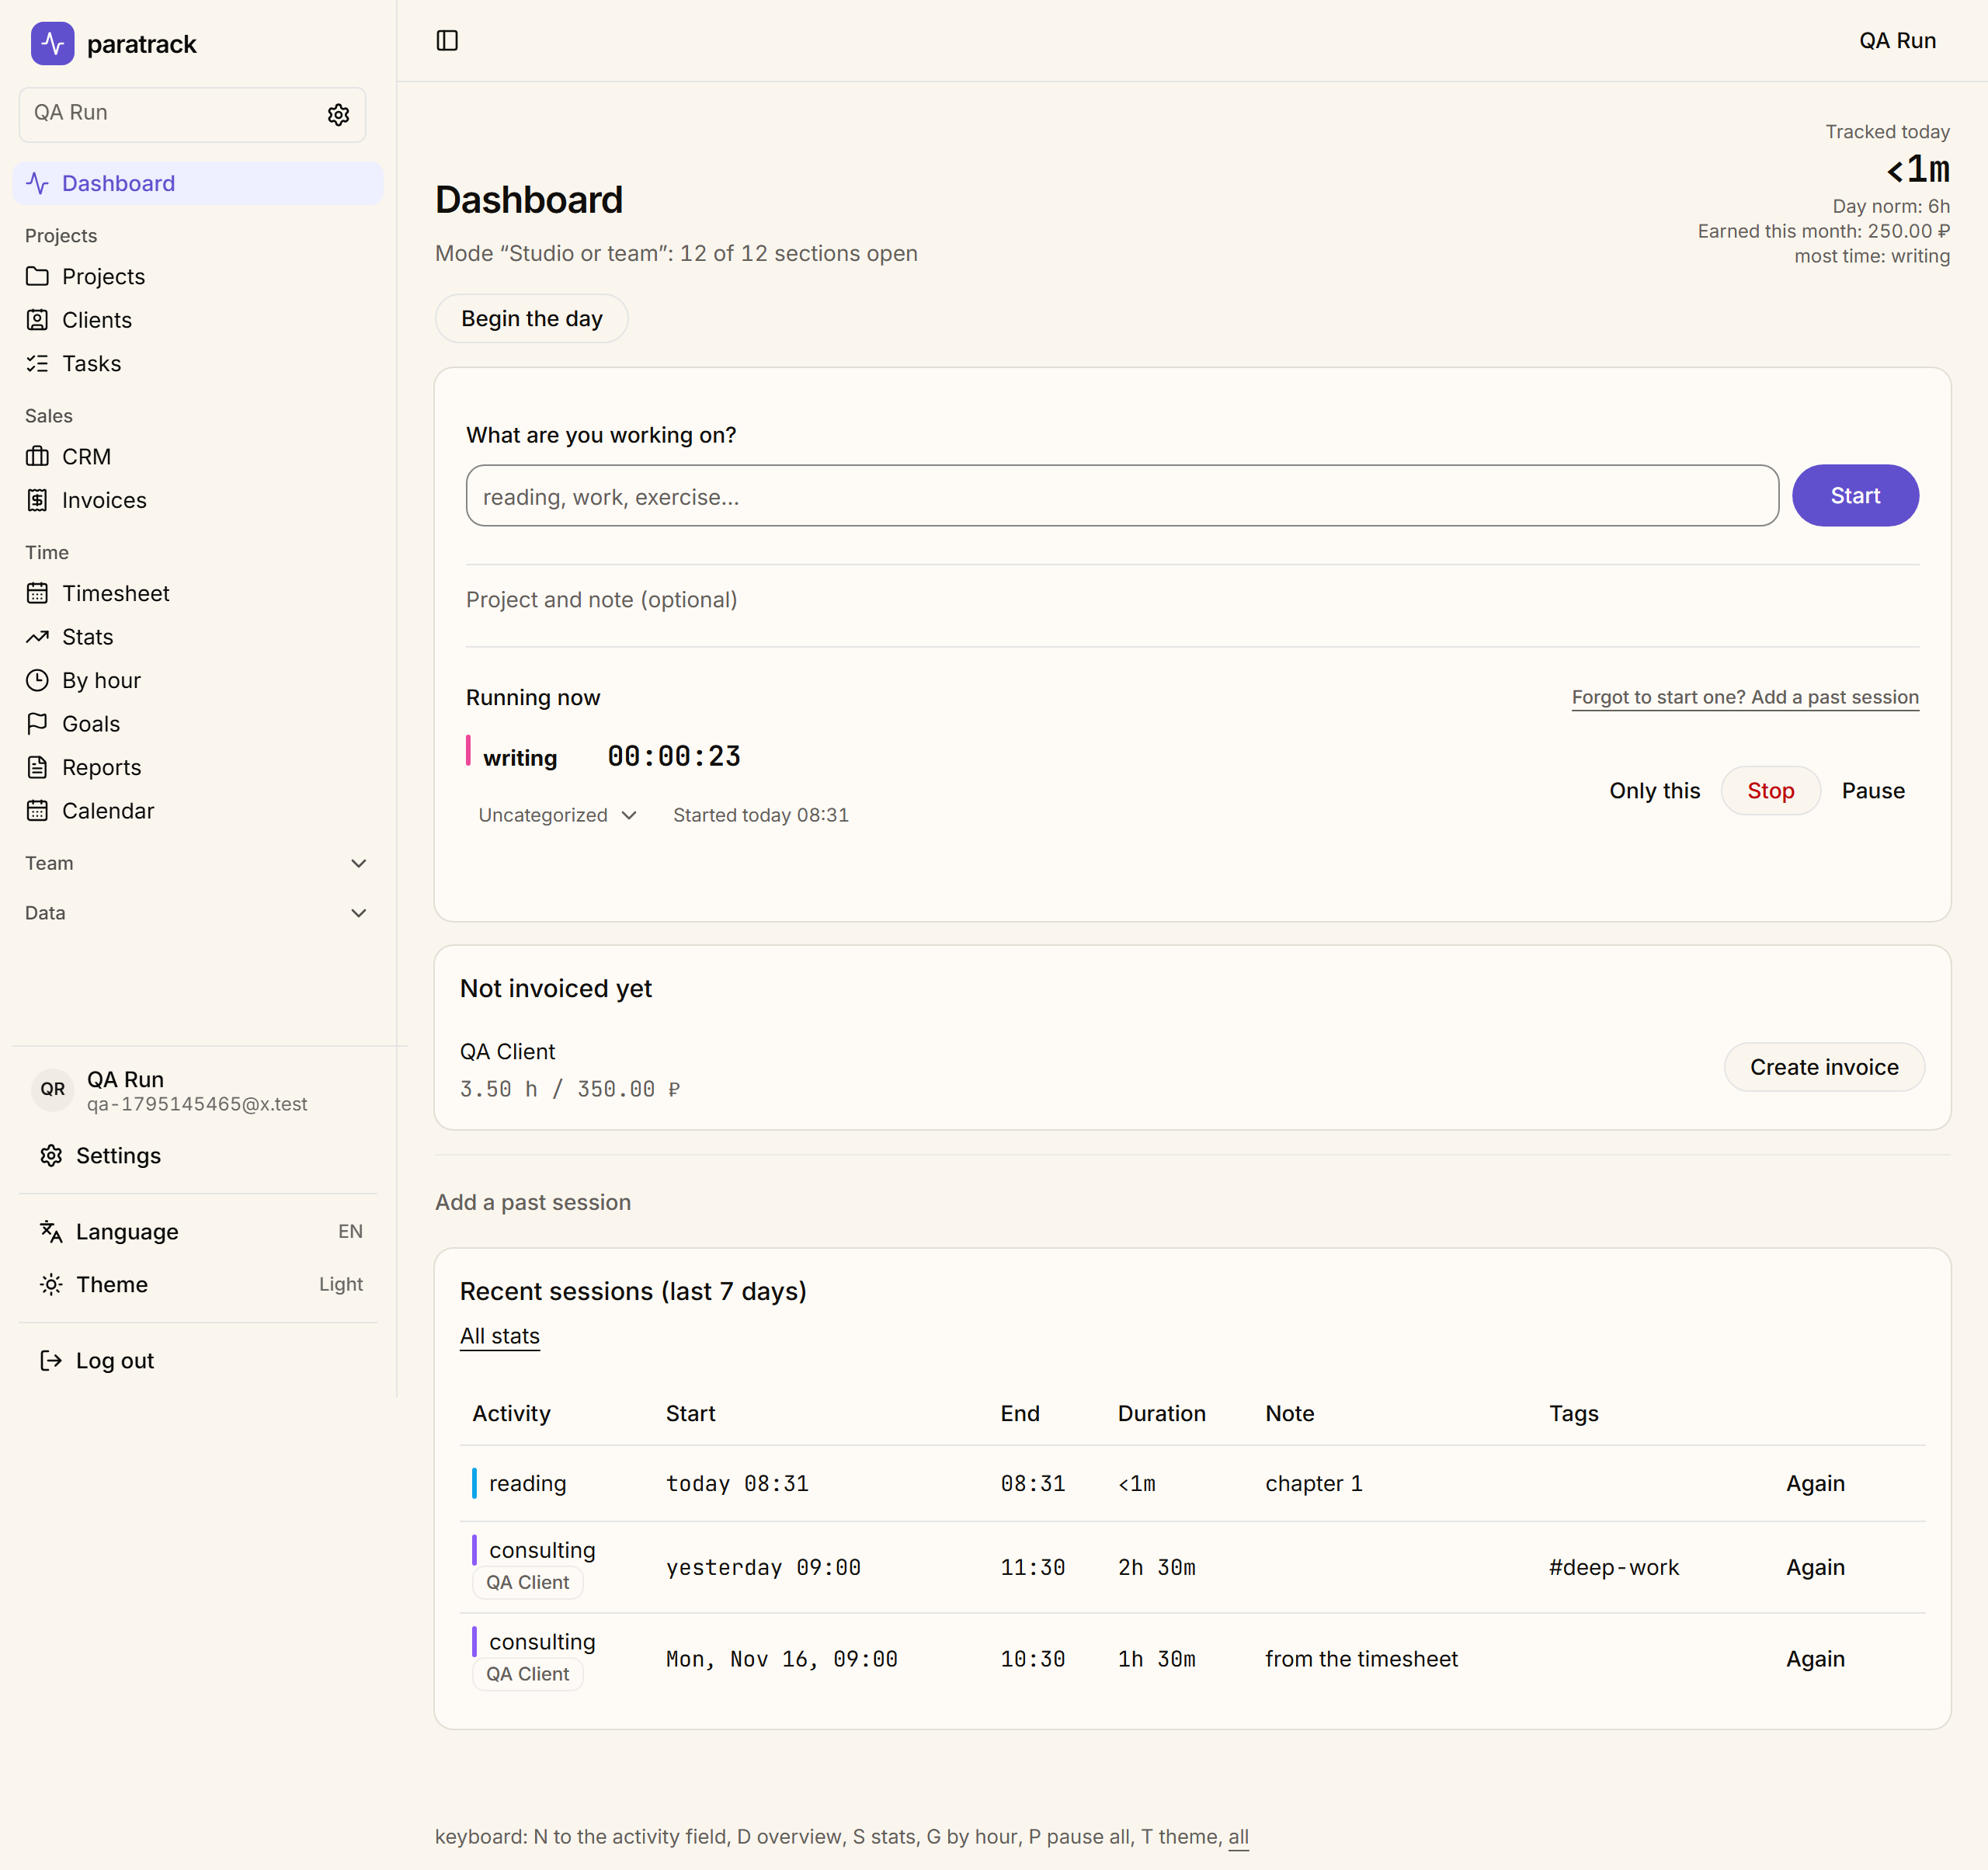 paratrack
QA Run
Dashboard
Projects
Projects
Clients
Tasks
Sales
CRM
Invoices
Time
Timesheet
Stats
By hour
Goals
Reports
Calendar
Team
Data
QR
QA Run
qa-1795145465@x.test
Settings
Language EN
Theme Light
Log out
QA Run
Tracked today
<1m
Day norm: 6h
Earned this month: 250.00 ₽
most time: writing
Dashboard
Mode “Studio or team”: 12 of 12 sections open
Begin the day
What are you working on?
reading, work, exercise...
Start
Project and note (optional)
Running now
Forgot to start one? Add a past session
writing 00:00:23
Uncategorized Started today 08:31
Only this Stop Pause
Not invoiced yet
QA Client
3.50 h / 350.00 ₽
Create invoice
Add a past session
Recent sessions (last 7 days)
All stats
Activity Start End Duration Note Tags
reading today 08:31 08:31 <1m chapter 1 Again
consulting
QA Client
yesterday 09:00 11:30 2h 30m #deep-work Again
consulting
QA Client
Mon, Nov 16, 09:00 10:30 1h 30m from the timesheet Again
keyboard: N to the activity field, D overview, S stats, G by hour, P pause all, T theme, all